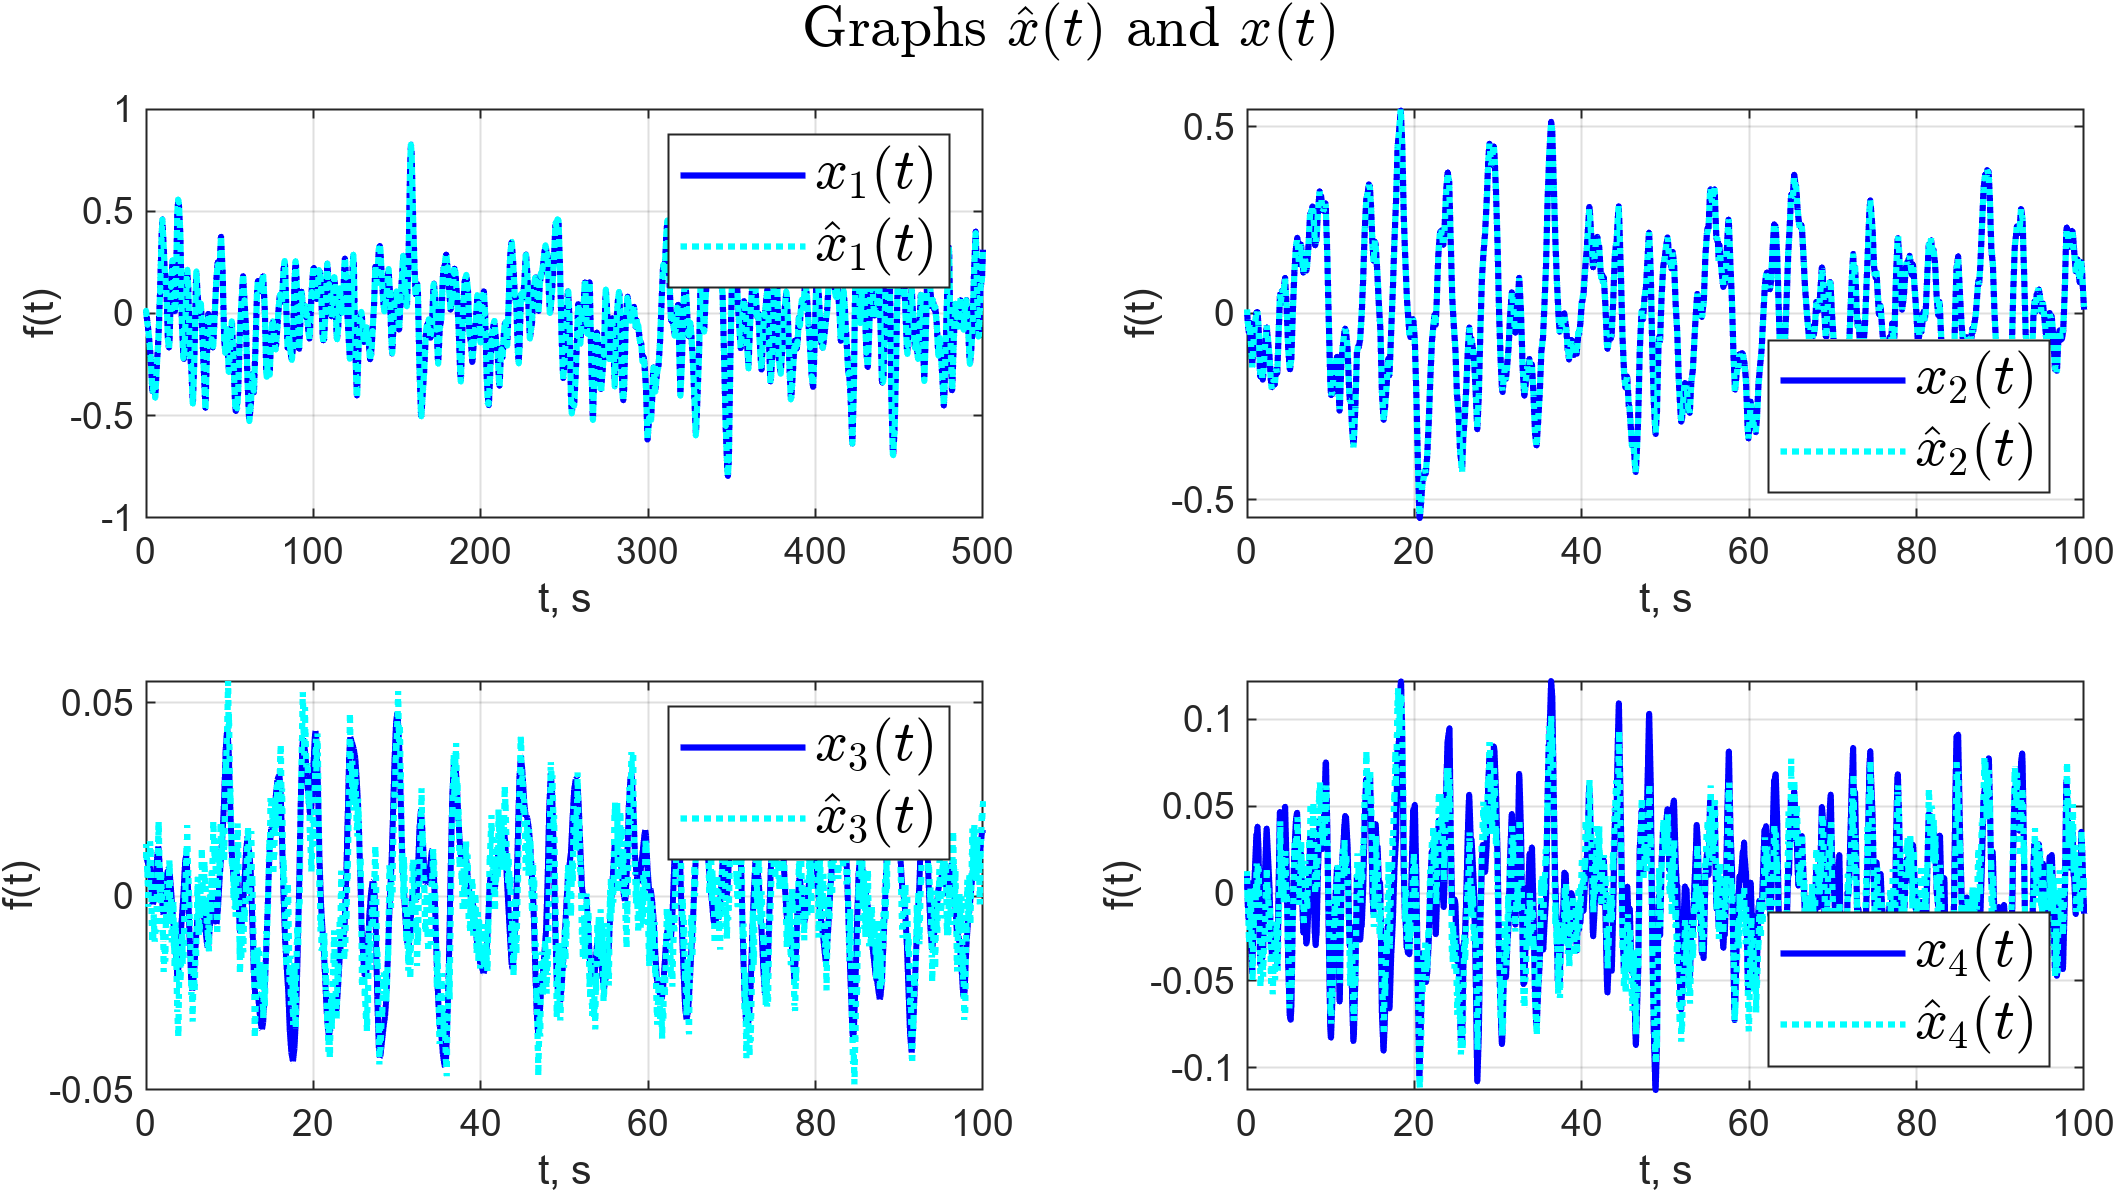 Graphs x̂(t) and x(t)
1
0.5
0
-0.5
-1
f(t)
x₁(t)
x̂₁(t)
0 100 200 300 400 500
t, s
0.5
0
-0.5
f(t)
x₂(t)
x̂₂(t)
0 20 40 60 80 100
t, s
0.05
0
-0.05
f(t)
x₃(t)
x̂₃(t)
0 20 40 60 80 100
t, s
0.1
0.05
0
-0.05
-0.1
f(t)
x₄(t)
x̂₄(t)
0 20 40 60 80 100
t, s